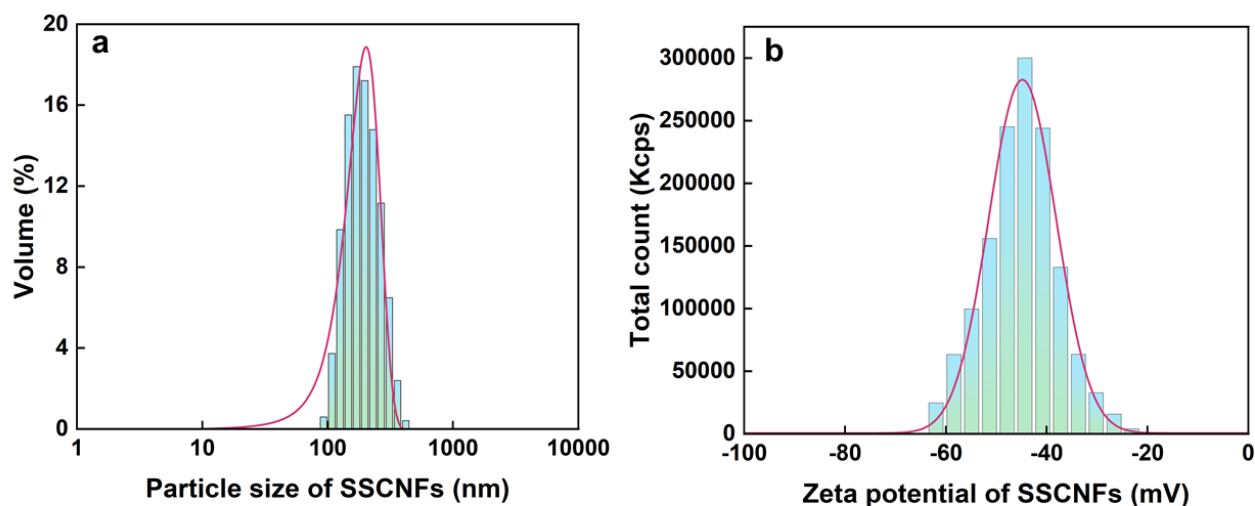 a
20
16
12
8
4
0
Volume (%)
1 10 100 1000 10000
Particle size of SSCNFs (nm)
b
300000
250000
200000
150000
100000
50000
0
Total count (Kcps)
-100 -80 -60 -40 -20 0
Zeta potential of SSCNFs (mV)